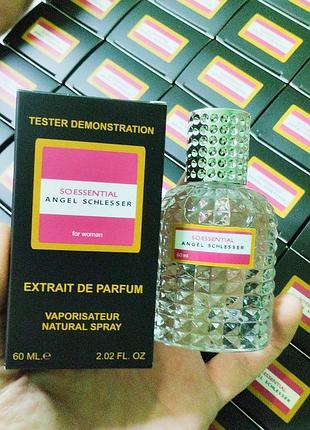 TESTER DEMONSTRATION
SO ESSENTIAL
ANGEL SCHLESSER
for woman
EXTRAIT DE PARFUM
VAPORISATEUR
NATURAL SPRAY
60 ML.e 2.02 FL. OZ
SO ESSENTIAL
ANGEL SCHLESSER
60 ml